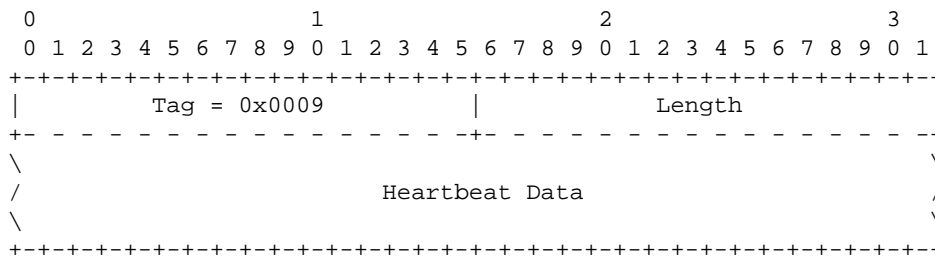 0                   1                   2                   3
 0 1 2 3 4 5 6 7 8 9 0 1 2 3 4 5 6 7 8 9 0 1 2 3 4 5 6 7 8 9 0 1
+-+-+-+-+-+-+-+-+-+-+-+-+-+-+-+-+-+-+-+-+-+-+-+-+-+-+-+-+-+-+-+--
|         Tag = 0x0009          |            Length
+- - - - - - - - - - - - - - - -+- - - - - - - - - - - - - - - --
\                                                               \
/                         Heartbeat Data                        /
\                                                               \
+-+-+-+-+-+-+-+-+-+-+-+-+-+-+-+-+-+-+-+-+-+-+-+-+-+-+-+-+-+-+-+--